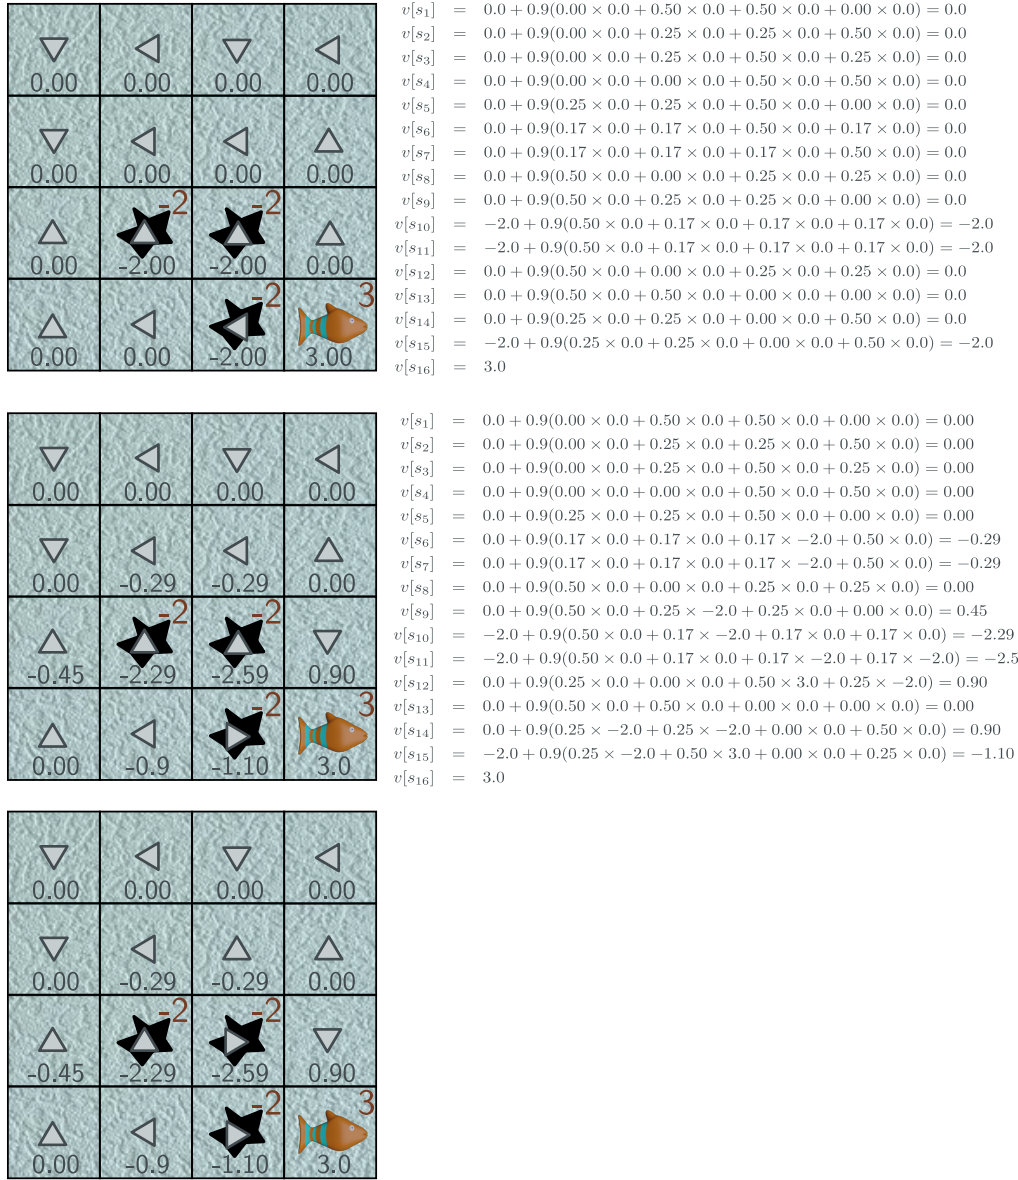 0.00 0.00 0.00 0.00
0.00 0.00 0.00 0.00
-2 -2
0.00 -2.00 -2.00 0.00
-2 3
0.00 0.00 -2.00 3.00
v[s₁] = 0.0 + 0.9(0.00 × 0.0 + 0.50 × 0.0 + 0.50 × 0.0 + 0.00 × 0.0) = 0.0
v[s₂] = 0.0 + 0.9(0.00 × 0.0 + 0.25 × 0.0 + 0.25 × 0.0 + 0.50 × 0.0) = 0.0
v[s₃] = 0.0 + 0.9(0.00 × 0.0 + 0.25 × 0.0 + 0.50 × 0.0 + 0.25 × 0.0) = 0.0
v[s₄] = 0.0 + 0.9(0.00 × 0.0 + 0.00 × 0.0 + 0.50 × 0.0 + 0.50 × 0.0) = 0.0
v[s₅] = 0.0 + 0.9(0.25 × 0.0 + 0.25 × 0.0 + 0.50 × 0.0 + 0.00 × 0.0) = 0.0
v[s₆] = 0.0 + 0.9(0.17 × 0.0 + 0.17 × 0.0 + 0.50 × 0.0 + 0.17 × 0.0) = 0.0
v[s₇] = 0.0 + 0.9(0.17 × 0.0 + 0.17 × 0.0 + 0.17 × 0.0 + 0.50 × 0.0) = 0.0
v[s₈] = 0.0 + 0.9(0.50 × 0.0 + 0.00 × 0.0 + 0.25 × 0.0 + 0.25 × 0.0) = 0.0
v[s₉] = 0.0 + 0.9(0.50 × 0.0 + 0.25 × 0.0 + 0.25 × 0.0 + 0.00 × 0.0) = 0.0
v[s₁₀] = −2.0 + 0.9(0.50 × 0.0 + 0.17 × 0.0 + 0.17 × 0.0 + 0.17 × 0.0) = −2.0
v[s₁₁] = −2.0 + 0.9(0.50 × 0.0 + 0.17 × 0.0 + 0.17 × 0.0 + 0.17 × 0.0) = −2.0
v[s₁₂] = 0.0 + 0.9(0.50 × 0.0 + 0.00 × 0.0 + 0.25 × 0.0 + 0.25 × 0.0) = 0.0
v[s₁₃] = 0.0 + 0.9(0.50 × 0.0 + 0.50 × 0.0 + 0.00 × 0.0 + 0.00 × 0.0) = 0.0
v[s₁₄] = 0.0 + 0.9(0.25 × 0.0 + 0.25 × 0.0 + 0.00 × 0.0 + 0.50 × 0.0) = 0.0
v[s₁₅] = −2.0 + 0.9(0.25 × 0.0 + 0.25 × 0.0 + 0.00 × 0.0 + 0.50 × 0.0) = −2.0
v[s₁₆] = 3.0
0.00 0.00 0.00 0.00
0.00 -0.29 -0.29 0.00
-2 -2
-0.45 -2.29 -2.59 0.90
-2 3
0.00 -0.9 -1.10 3.0
v[s₁] = 0.0 + 0.9(0.00 × 0.0 + 0.50 × 0.0 + 0.50 × 0.0 + 0.00 × 0.0) = 0.00
v[s₂] = 0.0 + 0.9(0.00 × 0.0 + 0.25 × 0.0 + 0.25 × 0.0 + 0.50 × 0.0) = 0.00
v[s₃] = 0.0 + 0.9(0.00 × 0.0 + 0.25 × 0.0 + 0.50 × 0.0 + 0.25 × 0.0) = 0.00
v[s₄] = 0.0 + 0.9(0.00 × 0.0 + 0.00 × 0.0 + 0.50 × 0.0 + 0.50 × 0.0) = 0.00
v[s₅] = 0.0 + 0.9(0.25 × 0.0 + 0.25 × 0.0 + 0.50 × 0.0 + 0.00 × 0.0) = 0.00
v[s₆] = 0.0 + 0.9(0.17 × 0.0 + 0.17 × 0.0 + 0.17 × −2.0 + 0.50 × 0.0) = −0.29
v[s₇] = 0.0 + 0.9(0.17 × 0.0 + 0.17 × 0.0 + 0.17 × −2.0 + 0.50 × 0.0) = −0.29
v[s₈] = 0.0 + 0.9(0.50 × 0.0 + 0.00 × 0.0 + 0.25 × 0.0 + 0.25 × 0.0) = 0.00
v[s₉] = 0.0 + 0.9(0.50 × 0.0 + 0.25 × −2.0 + 0.25 × 0.0 + 0.00 × 0.0) = 0.45
v[s₁₀] = −2.0 + 0.9(0.50 × 0.0 + 0.17 × −2.0 + 0.17 × 0.0 + 0.17 × 0.0) = −2.29
v[s₁₁] = −2.0 + 0.9(0.50 × 0.0 + 0.17 × 0.0 + 0.17 × −2.0 + 0.17 × −2.0) = −2.5
v[s₁₂] = 0.0 + 0.9(0.25 × 0.0 + 0.00 × 0.0 + 0.50 × 3.0 + 0.25 × −2.0) = 0.90
v[s₁₃] = 0.0 + 0.9(0.50 × 0.0 + 0.50 × 0.0 + 0.00 × 0.0 + 0.00 × 0.0) = 0.00
v[s₁₄] = 0.0 + 0.9(0.25 × −2.0 + 0.25 × −2.0 + 0.00 × 0.0 + 0.50 × 0.0) = 0.90
v[s₁₅] = −2.0 + 0.9(0.25 × −2.0 + 0.50 × 3.0 + 0.00 × 0.0 + 0.25 × 0.0) = −1.10
v[s₁₆] = 3.0
0.00 0.00 0.00 0.00
0.00 -0.29 -0.29 0.00
-2 -2
-0.45 -2.29 -2.59 0.90
-2 3
0.00 -0.9 -1.10 3.0